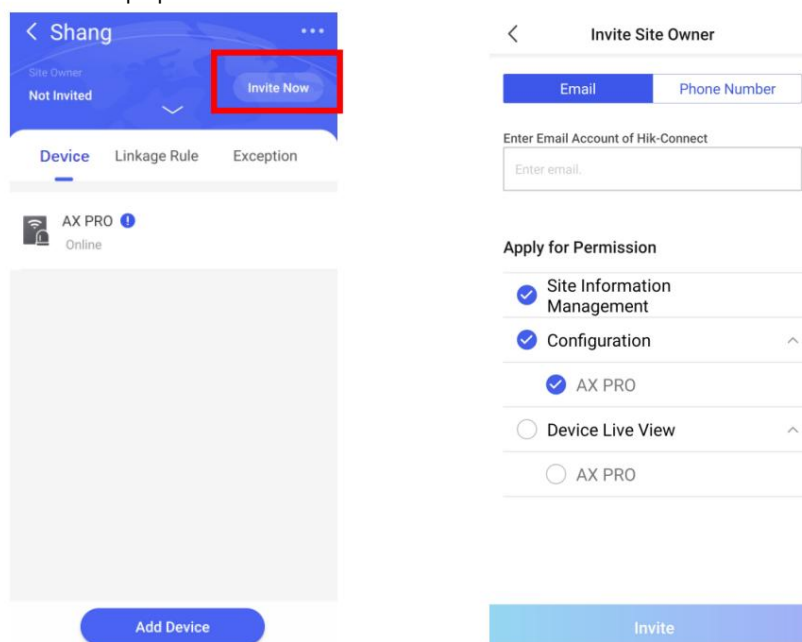 Shang
Site Owner
Not Invited
Invite Now
Device Linkage Rule Exception
AX PRO
Online
Add Device
Invite Site Owner
Email Phone Number
Enter Email Account of Hik-Connect
Enter email.
Apply for Permission
Site Information
Management
Configuration
AX PRO
Device Live View
AX PRO
Invite